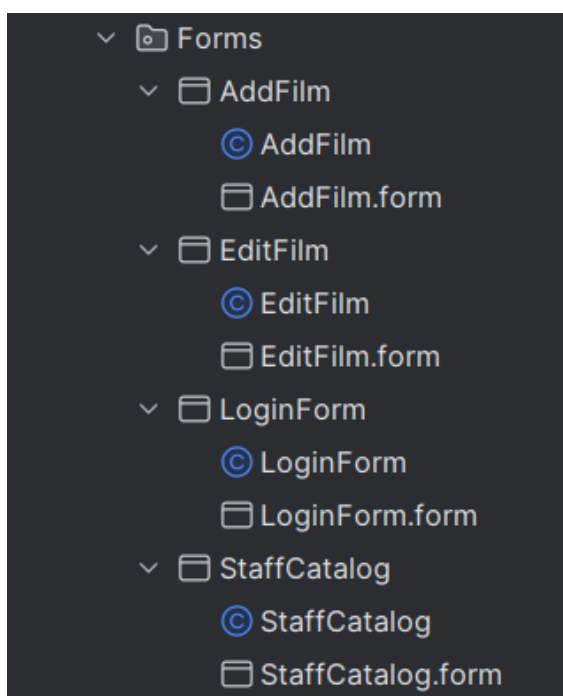 Forms
AddFilm
AddFilm
AddFilm.form
EditFilm
EditFilm
EditFilm.form
LoginForm
LoginForm
LoginForm.form
StaffCatalog
StaffCatalog
StaffCatalog.form